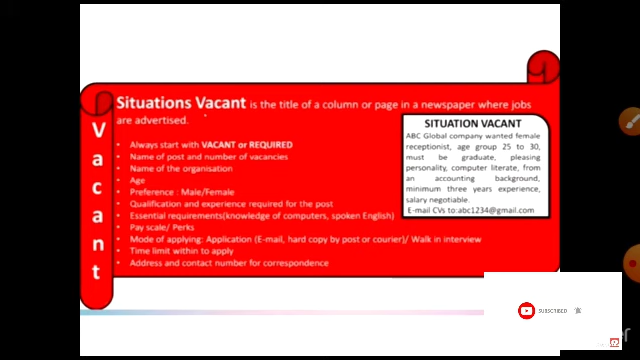 Situations Vacant is the title of a column or page in a newspaper where jobs
are advertised.
Vacant
• Always start with VACANT or REQUIRED
• Name of post and number of vacancies
• Name of the organisation
• Age
• Preference : Male/Female
• Qualification and experience required for the post
• Essential requirements(knowledge of computers, spoken English)
• Pay scale/ Perks
• Mode of applying: Application (E-mail, hard copy by post or courier)/ Walk in interview
• Time limit within to apply
• Address and contact number for correspondence
SITUATION VACANT
ABC Global company wanted female
receptionist, age group 25 to 30,
must be graduate, pleasing
personality, computer literate, from
an accounting background,
minimum three years experience,
salary negotiable.
E-mail CVs to:abc1234@gmail.com
SUBSCRIBED